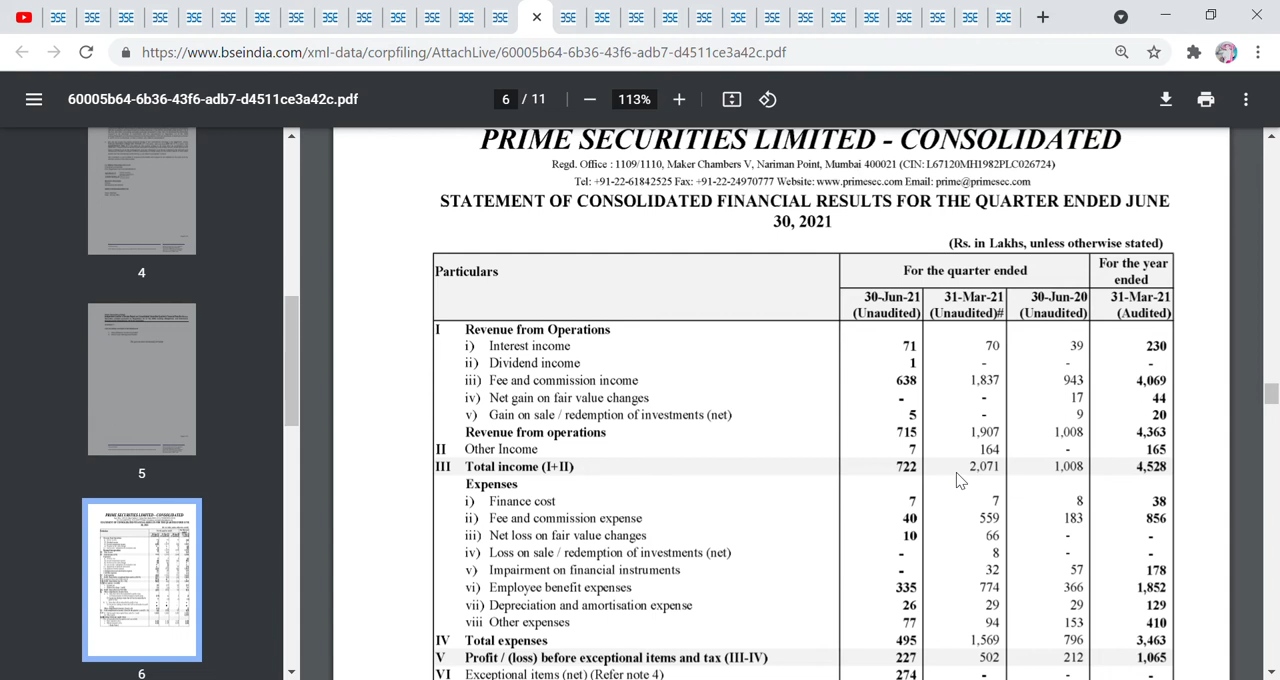 https://www.bseindia.com/xml-data/corpfiling/AttachLive/60005b64-6b36-43f6-adb7-d4511ce3a42c.pdf
60005b64-6b36-43f6-adb7-d4511ce3a42c.pdf 6 / 11 113%
4
5
6
PRIME SECURITIES LIMITED - CONSOLIDATED
Regd. Office : 1109/1110, Maker Chambers V, Nariman Point, Mumbai 400021 (CIN: L67120MH1982PLC026724)
Tel: +91-22-61842525 Fax: +91-22-24970777 Website: www.primesec.com Email: prime@primesec.com
STATEMENT OF CONSOLIDATED FINANCIAL RESULTS FOR THE QUARTER ENDED JUNE
30, 2021
(Rs. in Lakhs, unless otherwise stated)
Particulars For the quarter ended For the year ended
30-Jun-21 31-Mar-21 30-Jun-20 31-Mar-21
(Unaudited) (Unaudited)# (Unaudited) (Audited)
I Revenue from Operations
i) Interest income 71 70 39 230
ii) Dividend income 1 - - -
iii) Fee and commission income 638 1,837 943 4,069
iv) Net gain on fair value changes - - 17 44
v) Gain on sale / redemption of investments (net) 5 - 9 20
Revenue from operations 715 1,907 1,008 4,363
II Other Income 7 164 - 165
III Total income (I+II) 722 2,071 1,008 4,528
Expenses
i) Finance cost 7 7 8 38
ii) Fee and commission expense 40 559 183 856
iii) Net loss on fair value changes 10 66 - -
iv) Loss on sale / redemption of investments (net) - 8 - -
v) Impairment on financial instruments - 32 57 178
vi) Employee benefit expenses 335 774 366 1,852
vii) Depreciation and amortisation expense 26 29 29 129
viii Other expenses 77 94 153 410
IV Total expenses 495 1,569 796 3,463
V Profit / (loss) before exceptional items and tax (III-IV) 227 502 212 1,065
VI Exceptional items (net) (Refer note 4) 274 - - -